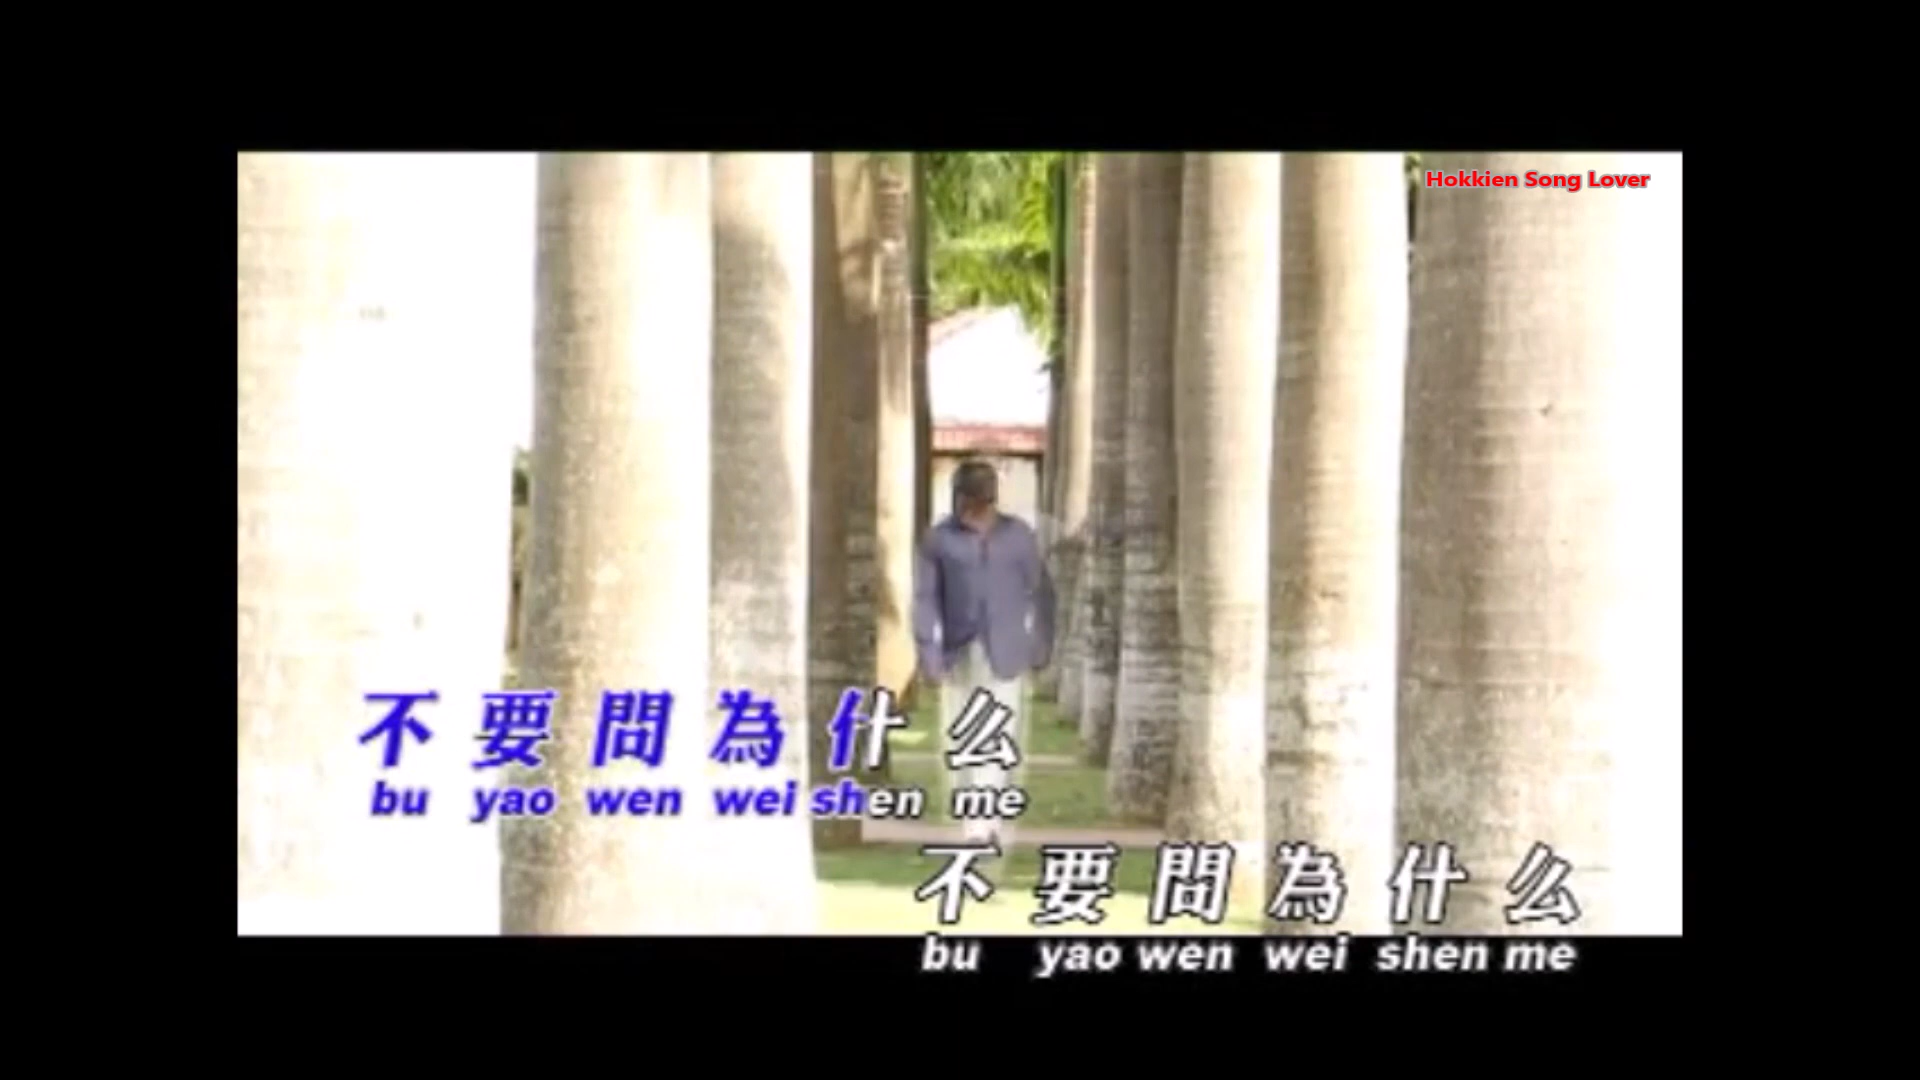 Hokkien Song Lover
不要問為什么
bu yao wen wei shen me
不要問為什么
bu yao wen wei shen me